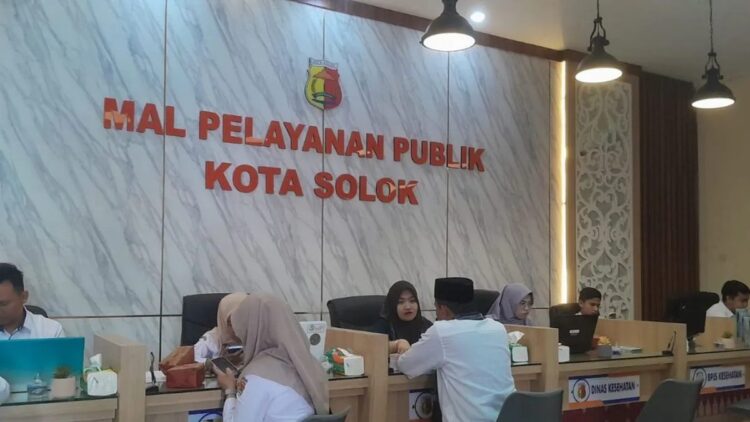 MAL PELAYANAN PUBLIK
KOTA SOLOK
DINAS KESEHATAN
BPJS KESEHATAN